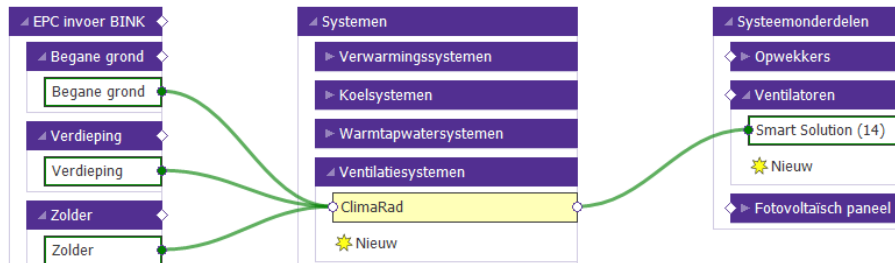 EPC invoer BINK
Begane grond
Begane grond
Verdieping
Verdieping
Zolder
Zolder
Systemen
Verwarmingssystemen
Koelsystemen
Warmtapwatersystemen
Ventilatiesystemen
ClimaRad
Nieuw
Systeemonderdelen
Opwekkers
Ventilatoren
Smart Solution (14)
Nieuw
Fotovoltaïsch paneel